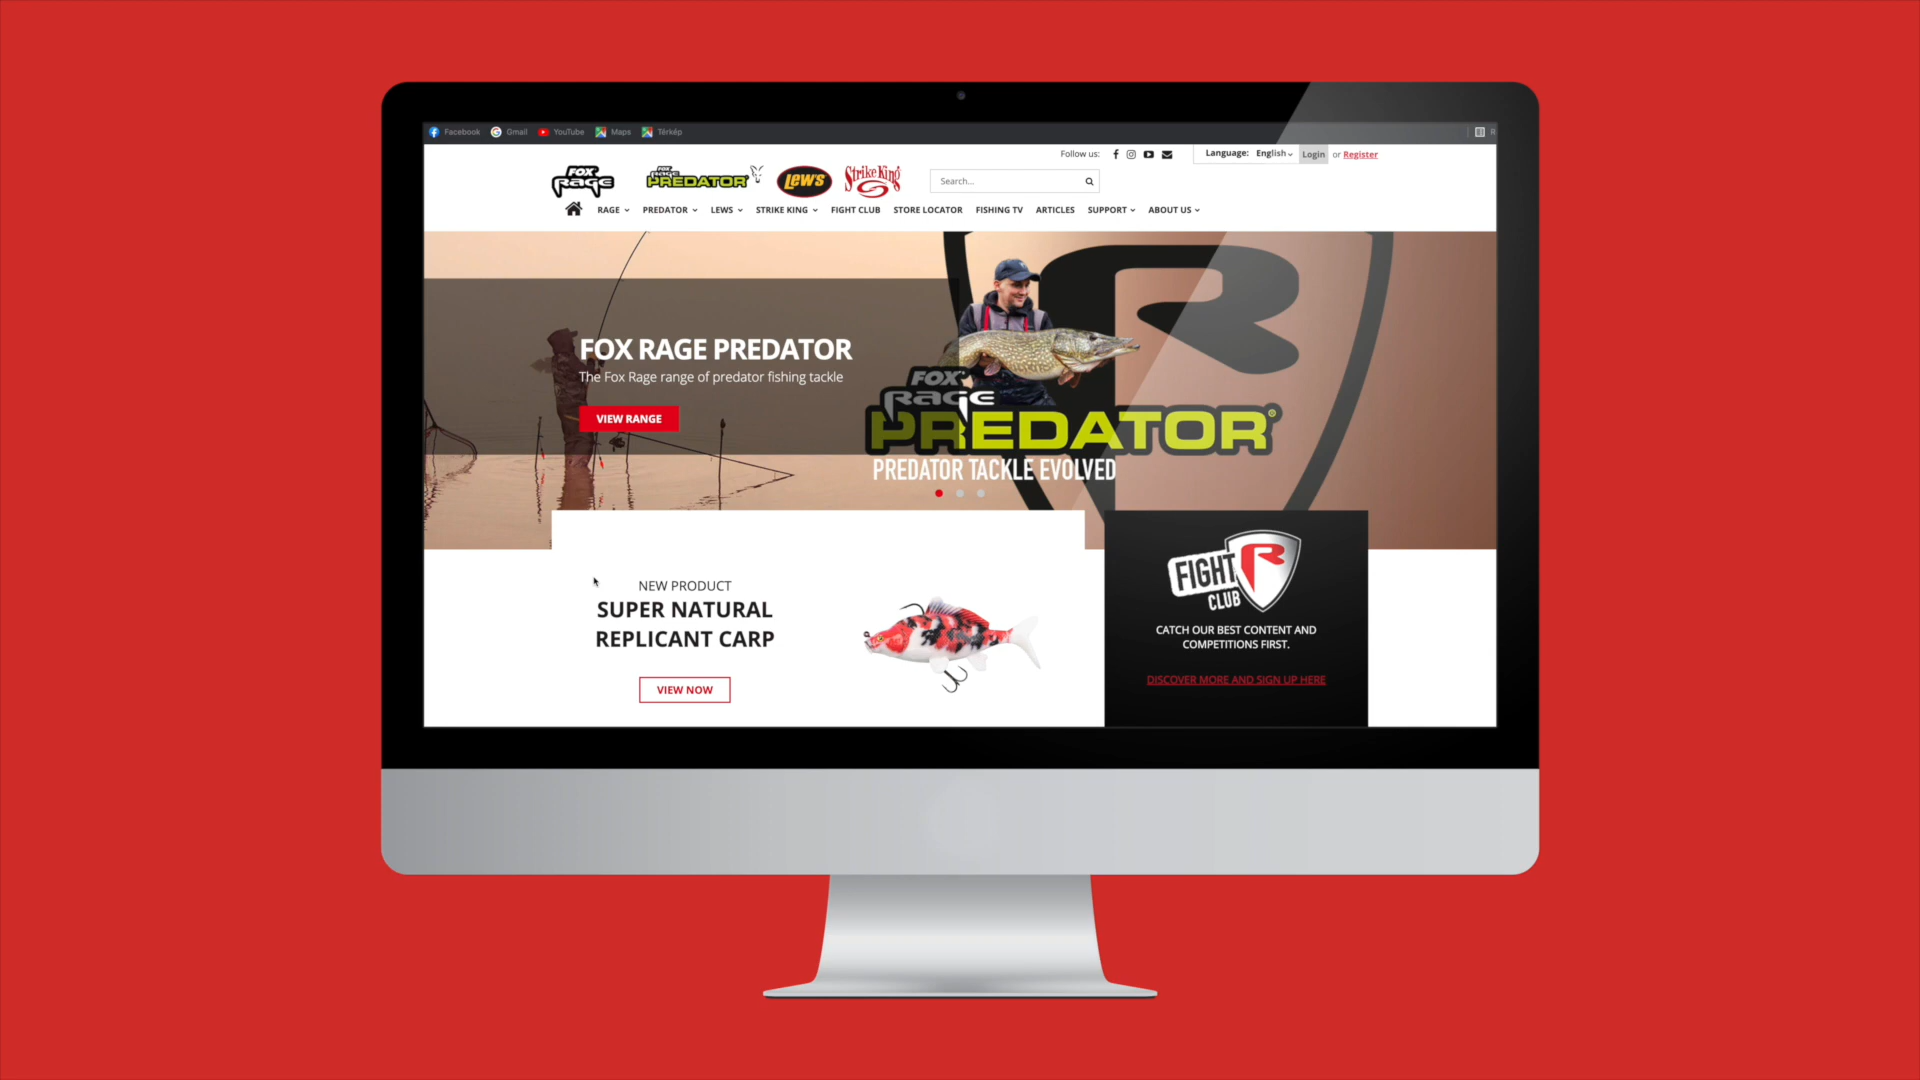 Facebook Gmail YouTube Maps Térkép R
Follow us: Language: English Login or Register
FOX RAGE
FOX RAGE PREDATOR
LEW'S
Strike King
Search...
RAGE PREDATOR LEWS STRIKE KING FIGHT CLUB STORE LOCATOR FISHING TV ARTICLES SUPPORT ABOUT US
FOX RAGE PREDATOR
The Fox Rage range of predator fishing tackle
VIEW RANGE
R
FOX
RAGE
PREDATOR®
PREDATOR TACKLE EVOLVED
NEW PRODUCT
SUPER NATURAL
REPLICANT CARP
VIEW NOW
FIGHT R
CLUB
CATCH OUR BEST CONTENT AND
COMPETITIONS FIRST.
DISCOVER MORE AND SIGN UP HERE